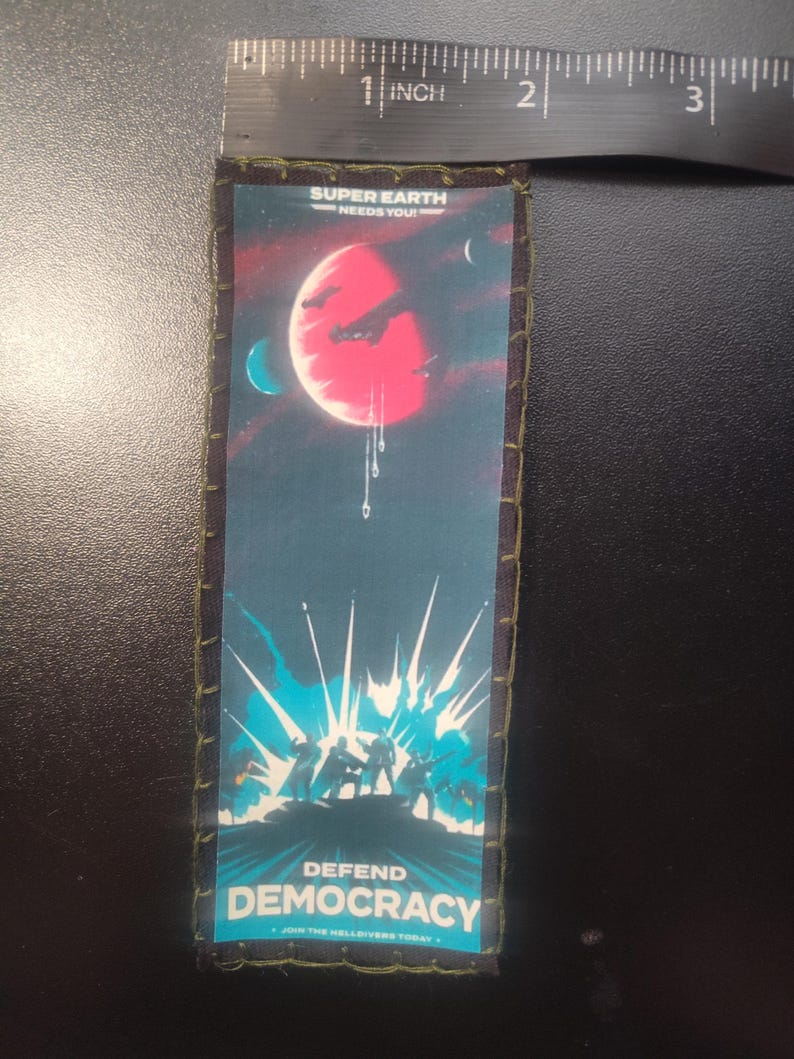 1 INCH 2 3
SUPER EARTH
NEEDS YOU!
DEFEND
DEMOCRACY
JOIN THE HELLDIVERS TODAY